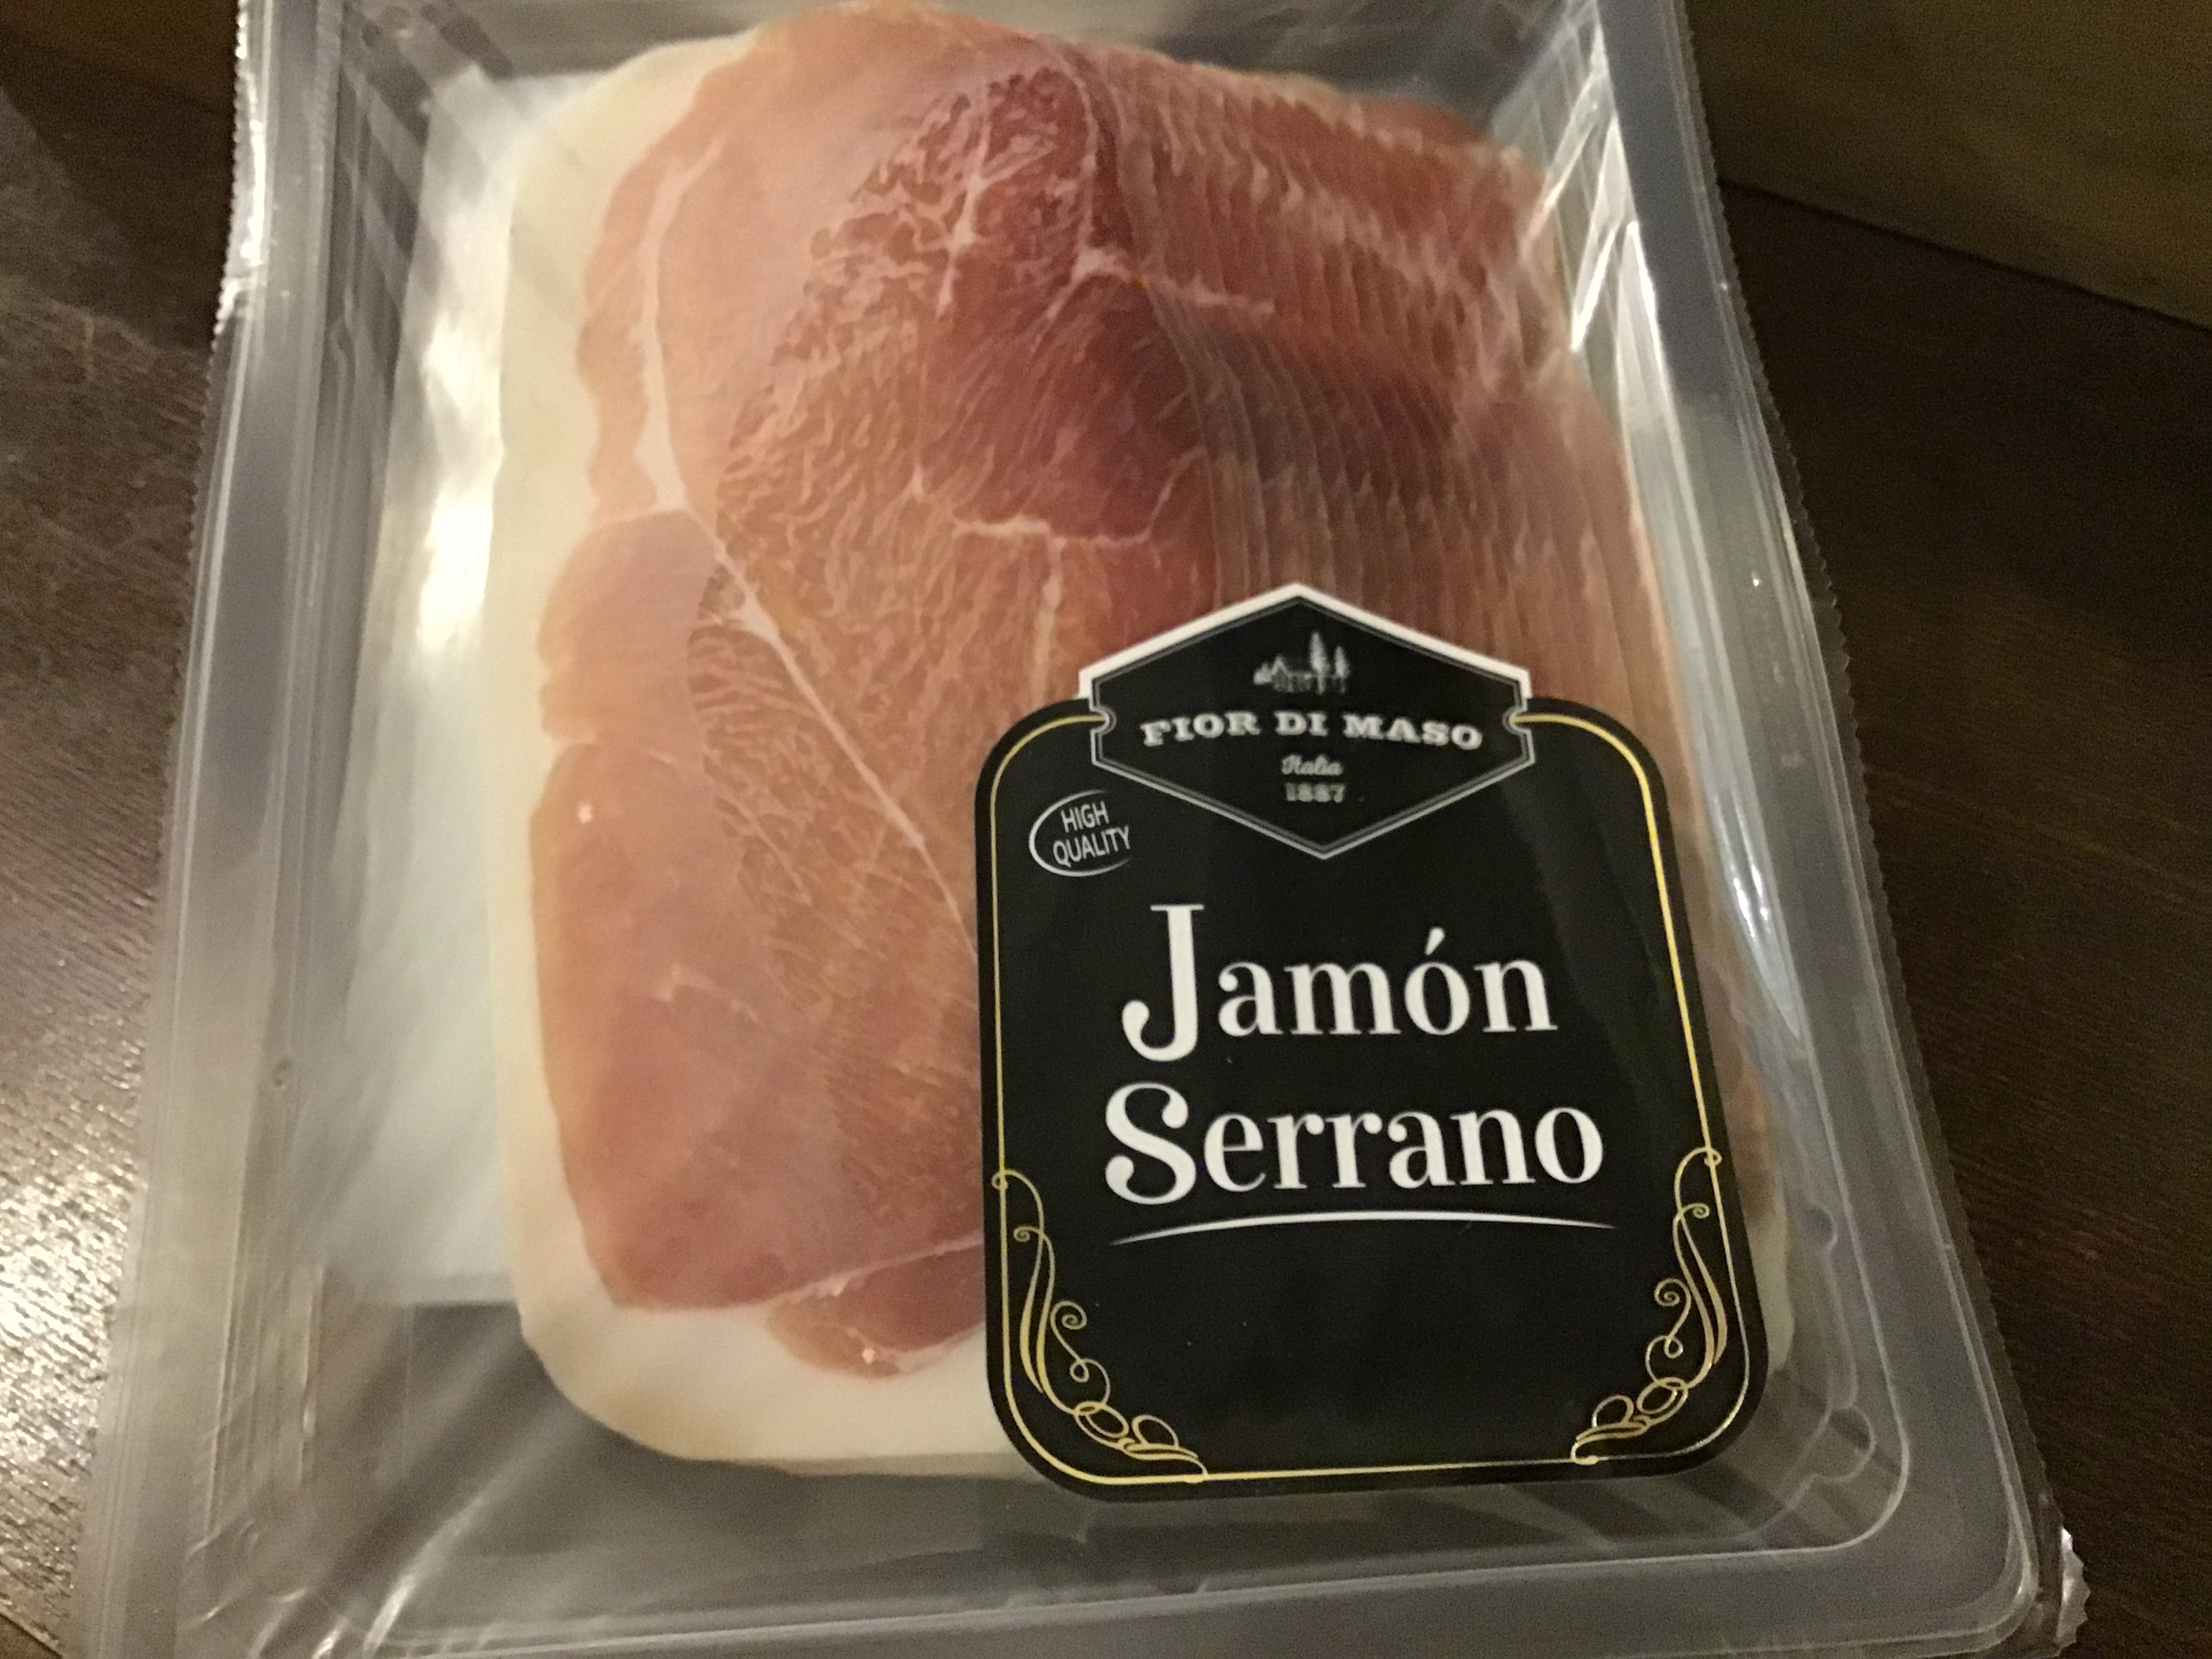 FIOR DI MASO
Italia
1887
HIGH
QUALITY
Jamón
Serrano